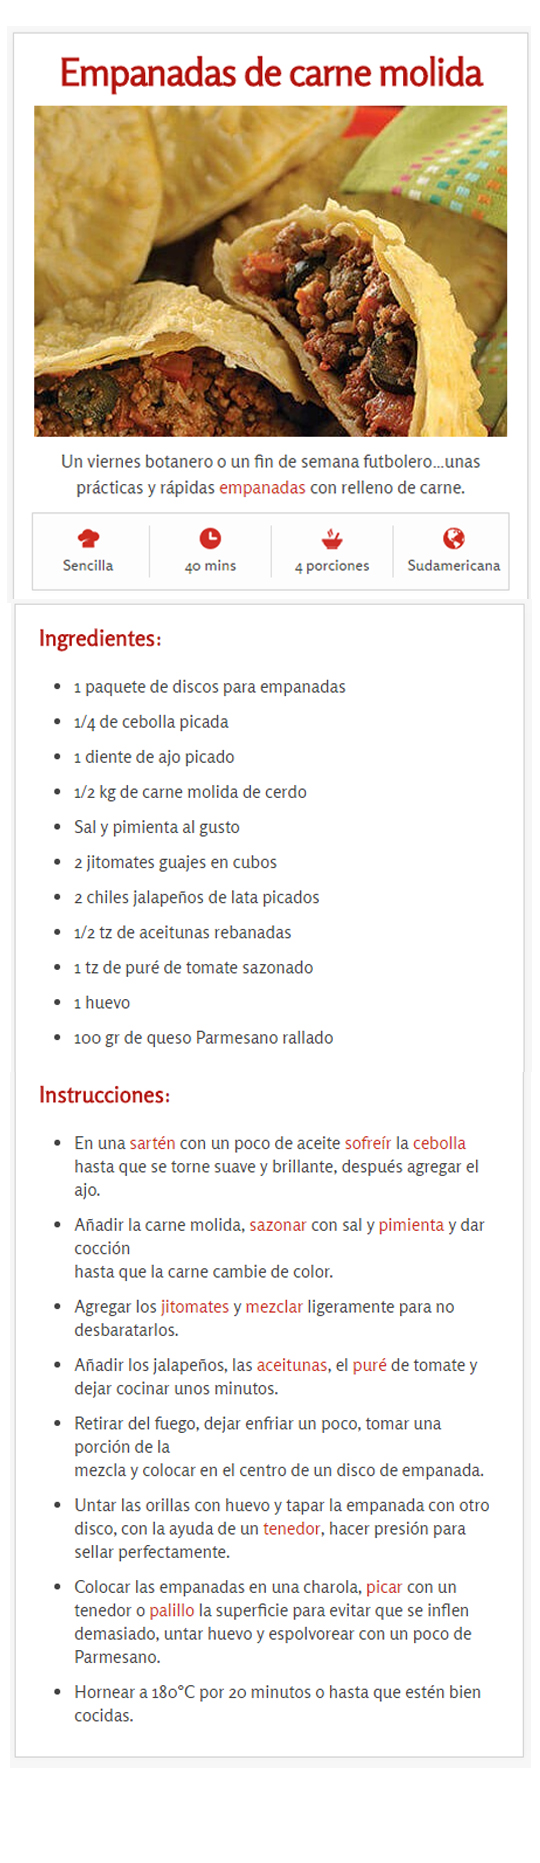 Empanadas de carne molida
Un viernes botanero o un fin de semana futbolero...unas
prácticas y rápidas empanadas con relleno de carne.
Sencilla
40 mins
4 porciones
Sudamericana
Ingredientes:
• 1 paquete de discos para empanadas
• 1/4 de cebolla picada
• 1 diente de ajo picado
• 1/2 kg de carne molida de cerdo
• Sal y pimienta al gusto
• 2 jitomates guajes en cubos
• 2 chiles jalapeños de lata picados
• 1/2 tz de aceitunas rebanadas
• 1 tz de puré de tomate sazonado
• 1 huevo
• 100 gr de queso Parmesano rallado
Instrucciones:
• En una sartén con un poco de aceite sofreír la cebolla
hasta que se torne suave y brillante, después agregar el
ajo.
• Añadir la carne molida, sazonar con sal y pimienta y dar
cocción
hasta que la carne cambie de color.
• Agregar los jitomates y mezclar ligeramente para no
desbaratarlos.
• Añadir los jalapeños, las aceitunas, el puré de tomate y
dejar cocinar unos minutos.
• Retirar del fuego, dejar enfriar un poco, tomar una
porción de la
mezcla y colocar en el centro de un disco de empanada.
• Untar las orillas con huevo y tapar la empanada con otro
disco, con la ayuda de un tenedor, hacer presión para
sellar perfectamente.
• Colocar las empanadas en una charola, picar con un
tenedor o palillo la superficie para evitar que se inflen
demasiado, untar huevo y espolvorear con un poco de
Parmesano.
• Hornear a 180°C por 20 minutos o hasta que estén bien
cocidas.